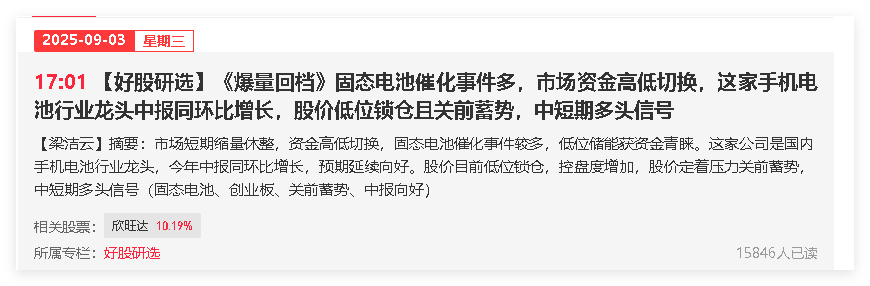 2025-09-03 星期三
17:01 【好股研选】《爆量回档》固态电池催化事件多，市场资金高低切换，这家手机电
池行业龙头中报同环比增长，股价低位锁仓且关前蓄势，中短期多头信号
【梁洁云】摘要：市场短期缩量休整，资金高低切换，固态电池催化事件较多，低位储能获资金青睐。这家公司是国内
手机电池行业龙头，今年中报同环比增长，预期延续向好。股价目前低位锁仓，控盘度增加，股价定着压力关前蓄势，
中短期多头信号（固态电池、创业板、关前蓄势、中报向好）
相关股票： 欣旺达 10.19%
所属专栏：好股研选 15846人已读